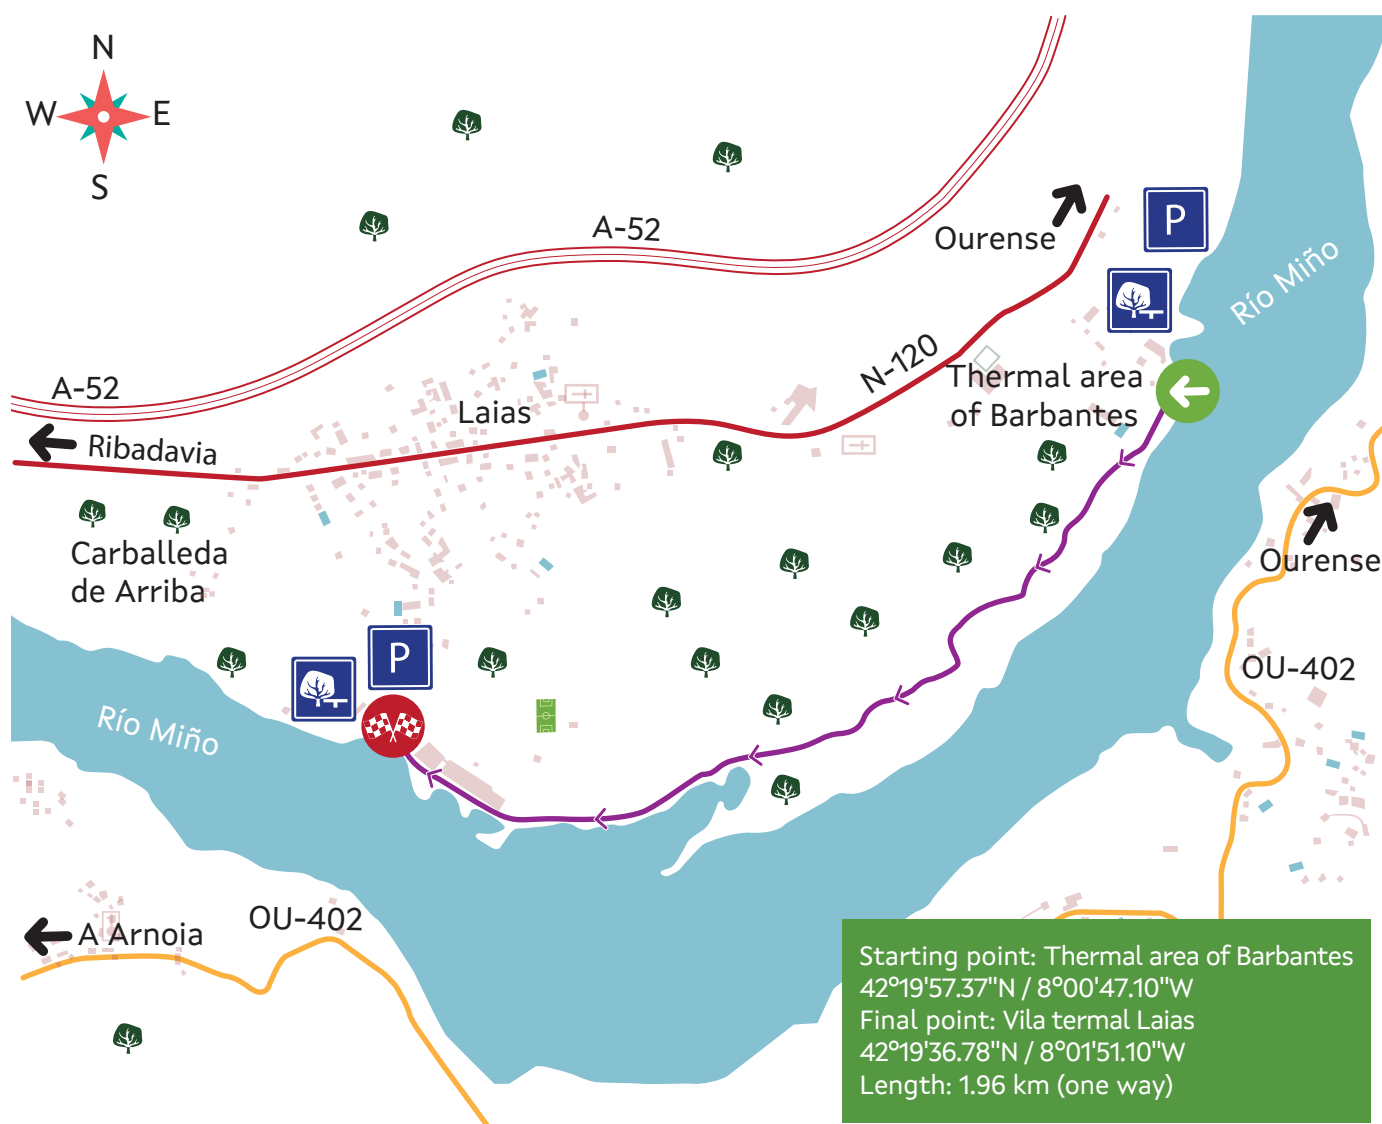 N
W
E
S
A-52
Ourense
P
Río Miño
A-52
N-120
Thermal area
of Barbantes
Laias
Ribadavia
Carballeda
de Arriba
Ourense
P
OU-402
Río Miño
OU-402
A Arnoia
Starting point: Thermal area of Barbantes
42°19'57.37"N / 8°00'47.10"W
Final point: Vila termal Laias
42°19'36.78"N / 8°01'51.10"W
Length: 1.96 km (one way)